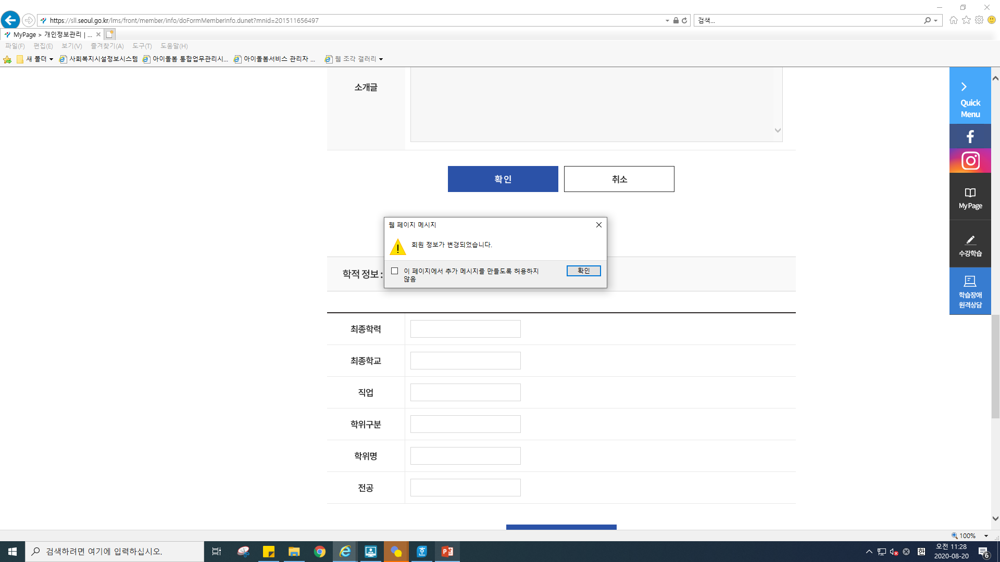 https://sll.seoul.go.kr/lms/front/member/info/doFormMemberInfo.dunet?mnid=201511656497
검색...
MyPage > 개인정보관리 | ...
파일(F) 편집(E) 보기(V) 즐겨찾기(A) 도구(T) 도움말(H)
새 폴더 사회복지시설정보시스템 아이돌봄 통합업무관리시... 아이돌봄서비스 관리자 ... 웹 조각 갤러리
소개글
확인 취소
웹 페이지 메시지
회원 정보가 변경되었습니다.
이 페이지에서 추가 메시지를 만들도록 허용하지
않음
확인
학적 정보 :
최종학력
최종학교
직업
학위구분
학위명
전공
Quick
Menu
My Page
수강학습
학습장애
원격상담
100%
검색하려면 여기에 입력하십시오.
한
오전 11:28
2020-08-20
6